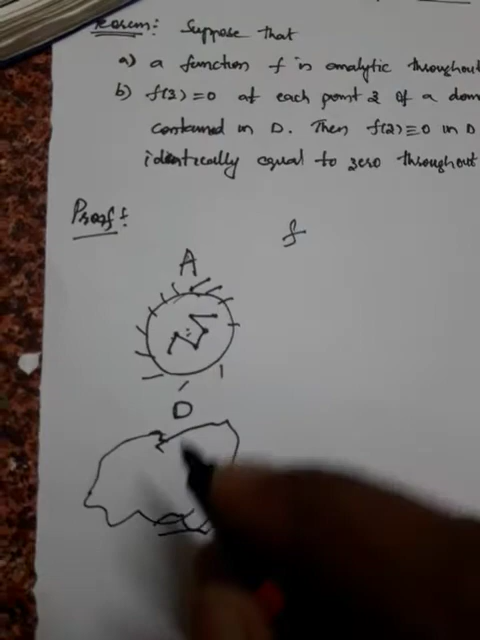 Theorem: Suppose that
a) a function f is analytic throughout
b) f(z)=0 at each point z of a dom
contained in D. Then f(z)≡0 in D
identically equal to zero throughout
Proof:
f
A
D